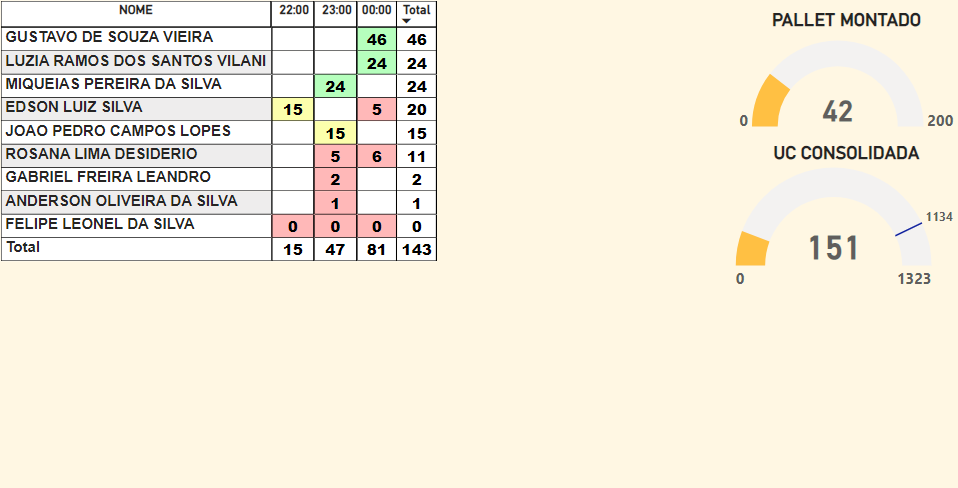 NOME 22:00 23:00 00:00 Total
GUSTAVO DE SOUZA VIEIRA 46 46
LUZIA RAMOS DOS SANTOS VILANI 24 24
MIQUEIAS PEREIRA DA SILVA 24 24
EDSON LUIZ SILVA 15 5 20
JOAO PEDRO CAMPOS LOPES 15 15
ROSANA LIMA DESIDERIO 5 6 11
GABRIEL FREIRA LEANDRO 2 2
ANDERSON OLIVEIRA DA SILVA 1 1
FELIPE LEONEL DA SILVA 0 0 0 0
Total 15 47 81 143
PALLET MONTADO
42
0 200
UC CONSOLIDADA
1134
151
0 1323